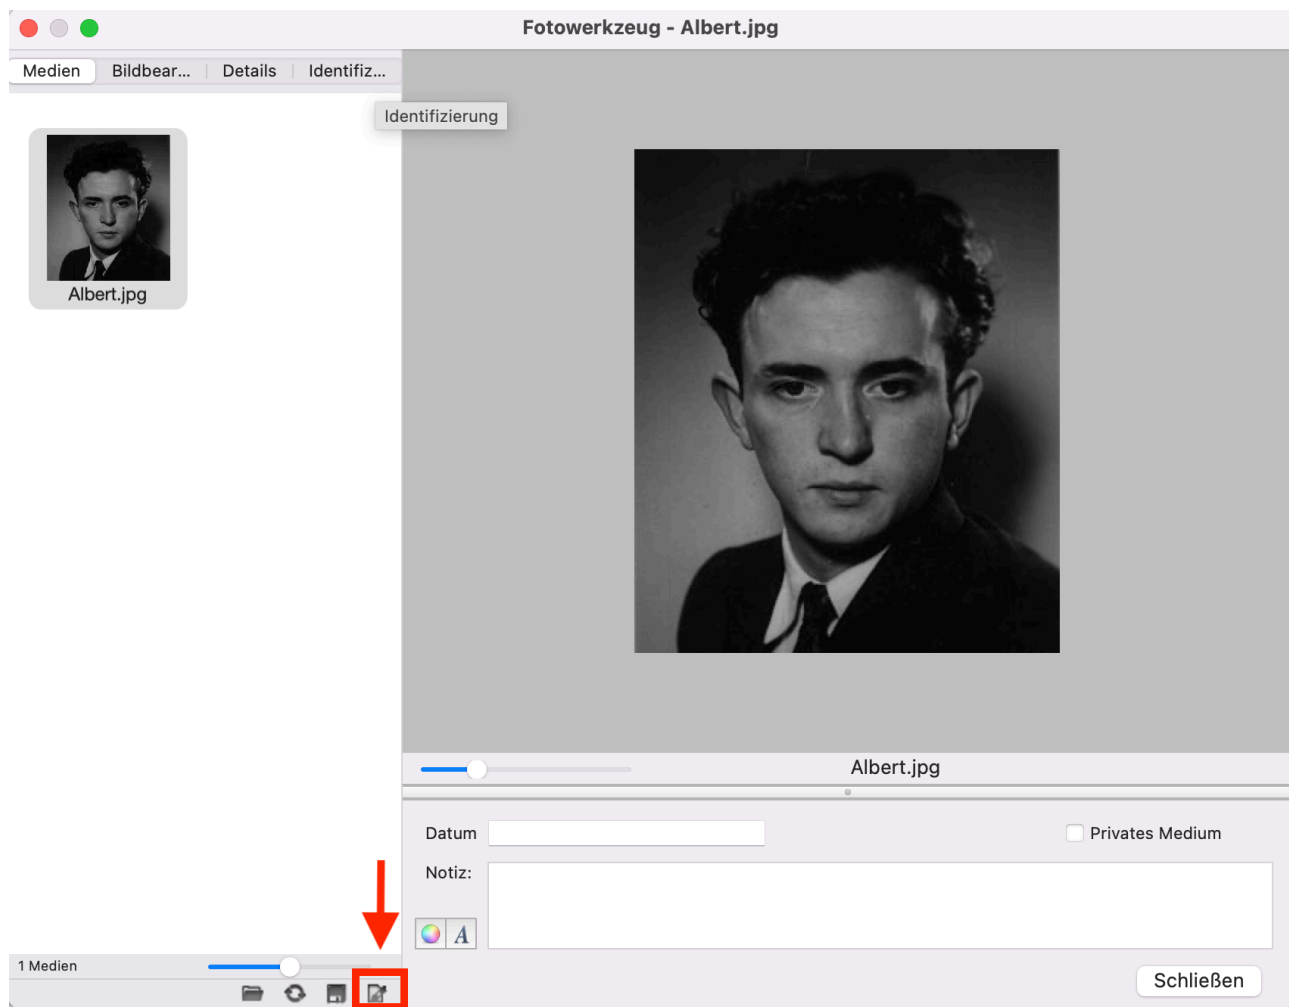 Fotowerkzeug - Albert.jpg
Medien Bildbear... Details Identifiz...
Identifizierung
Albert.jpg
Albert.jpg
Datum
Privates Medium
Notiz:
A
1 Medien
Schließen